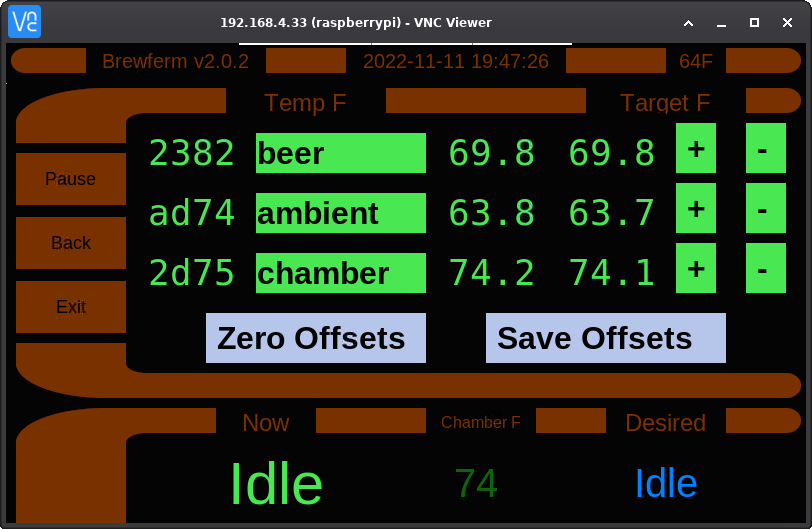 192.168.4.33 (raspberrypi) - VNC Viewer
Brewferm v2.0.2 2022-11-11 19:47:26 64F
Temp F Target F
2382 beer 69.8 69.8 + -
Pause
ad74 ambient 63.8 63.7 + -
Back
2d75 chamber 74.2 74.1 + -
Exit
Zero Offsets Save Offsets
Now Chamber F Desired
Idle 74 Idle